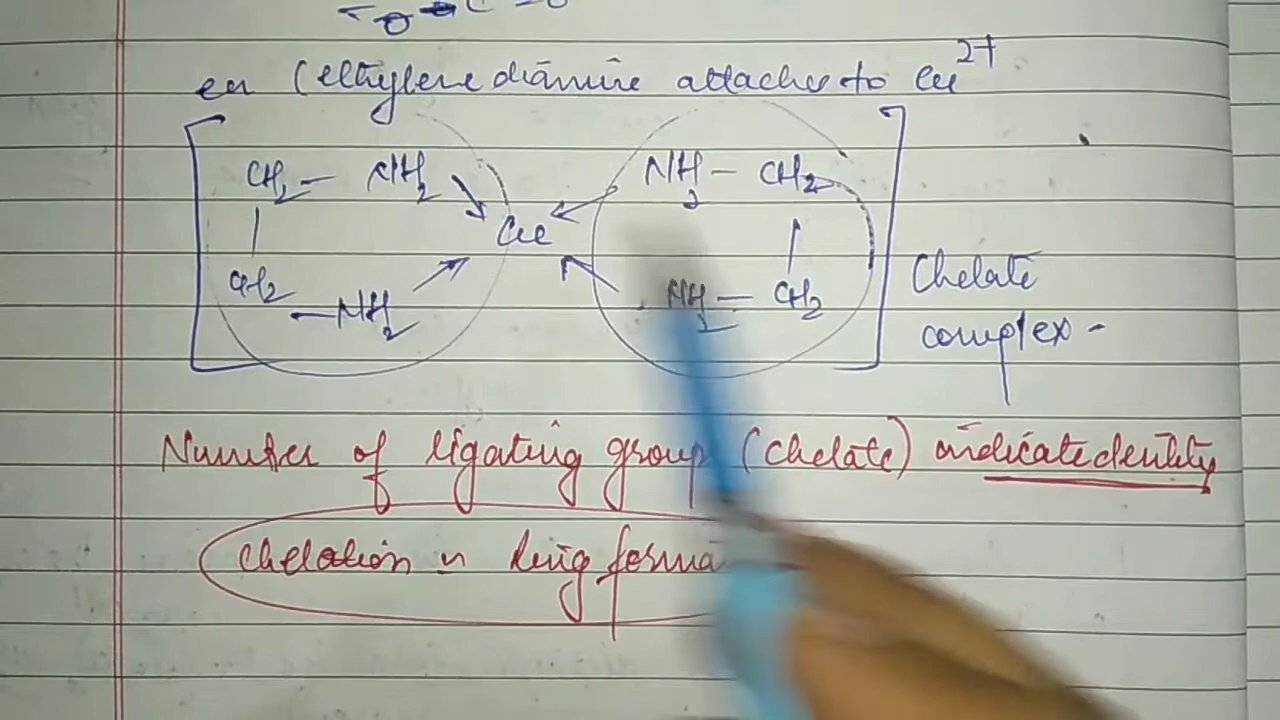 en (ethylene diamine attaches to Cu2+
CH2 — NH2 NH2 — CH2
Cu
CH2 — NH2 NH2 — CH2
Chelate
complex -
Number of ligating group (chelate) indicate denticity
chelation n ring forma